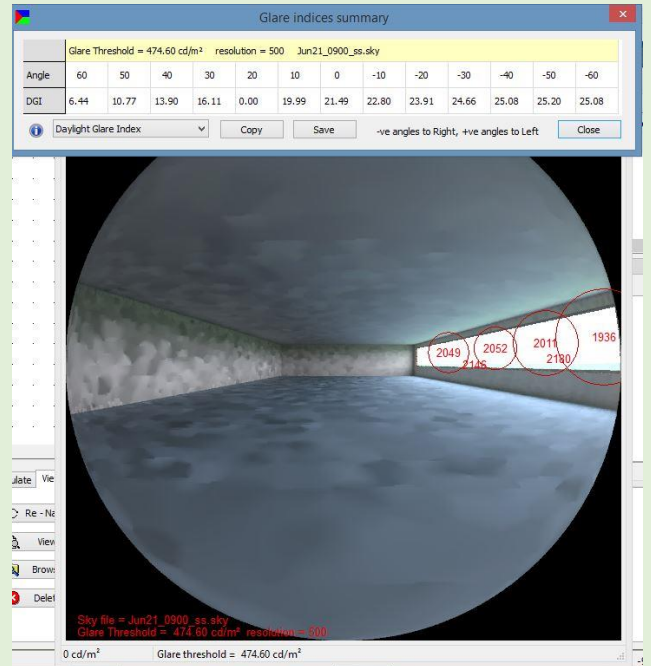 Glare indices summary
Glare Threshold = 474.60 cd/m² resolution = 500 Jun21_0900_ss.sky
Angle 60 50 40 30 20 10 0 -10 -20 -30 -40 -50 -60
DGI 6.44 10.77 13.90 16.11 0.00 19.99 21.49 22.80 23.91 24.66 25.08 25.20 25.08
Daylight Glare Index Copy Save -ve angles to Right, +ve angles to Left Close
1936
2049 2052 2011
2146 2180
ulate Vie
Re - Na
View
Brows
Delet
Sky file = Jun21_0900_ss.sky
Glare Threshold = 474.60 cd/m² resolution = 500
0 cd/m² Glare threshold = 474.60 cd/m²